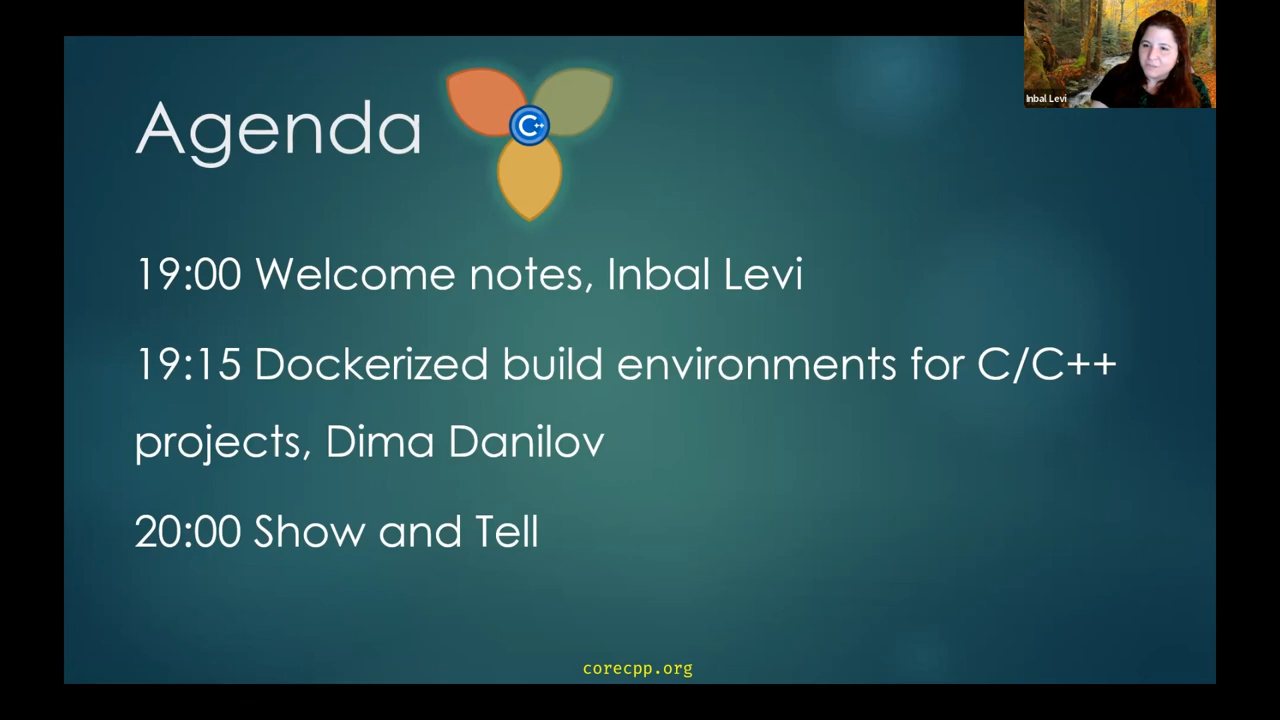 Inbal Levi
Agenda
C++
19:00 Welcome notes, Inbal Levi
19:15 Dockerized build environments for C/C++
projects, Dima Danilov
20:00 Show and Tell
corecpp.org